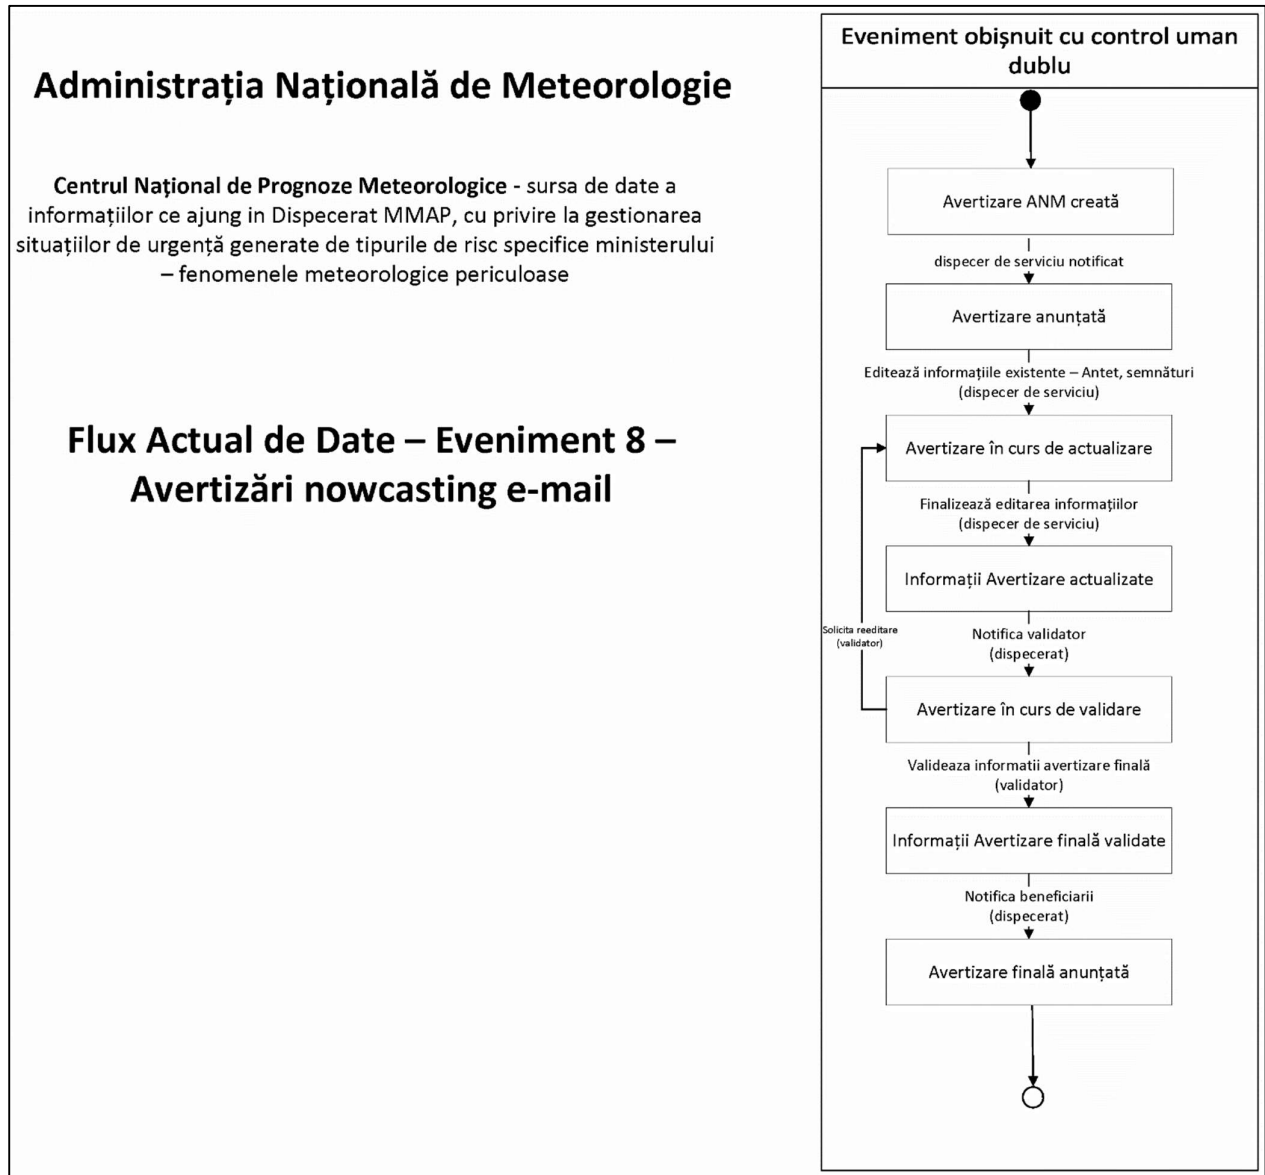 Administrația Națională de Meteorologie
Centrul Național de Prognoze Meteorologice - sursa de date a
informațiilor ce ajung in Dispecerat MMAP, cu privire la gestionarea
situațiilor de urgență generate de tipurile de risc specifice ministerului
– fenomenele meteorologice periculoase
Flux Actual de Date – Eveniment 8 –
Avertizări nowcasting e-mail
Eveniment obișnuit cu control uman
dublu
Avertizare ANM creată
dispecer de serviciu notificat
Avertizare anunțată
Editează informațiile existente – Antet, semnături
(dispecer de serviciu)
Avertizare în curs de actualizare
Finalizează editarea informațiilor
(dispecer de serviciu)
Informații Avertizare actualizate
Solicita reeditare
(validator)
Notifica validator
(dispecerat)
Avertizare în curs de validare
Valideaza informatii avertizare finală
(validator)
Informații Avertizare finală validate
Notifica beneficiarii
(dispecerat)
Avertizare finală anunțată